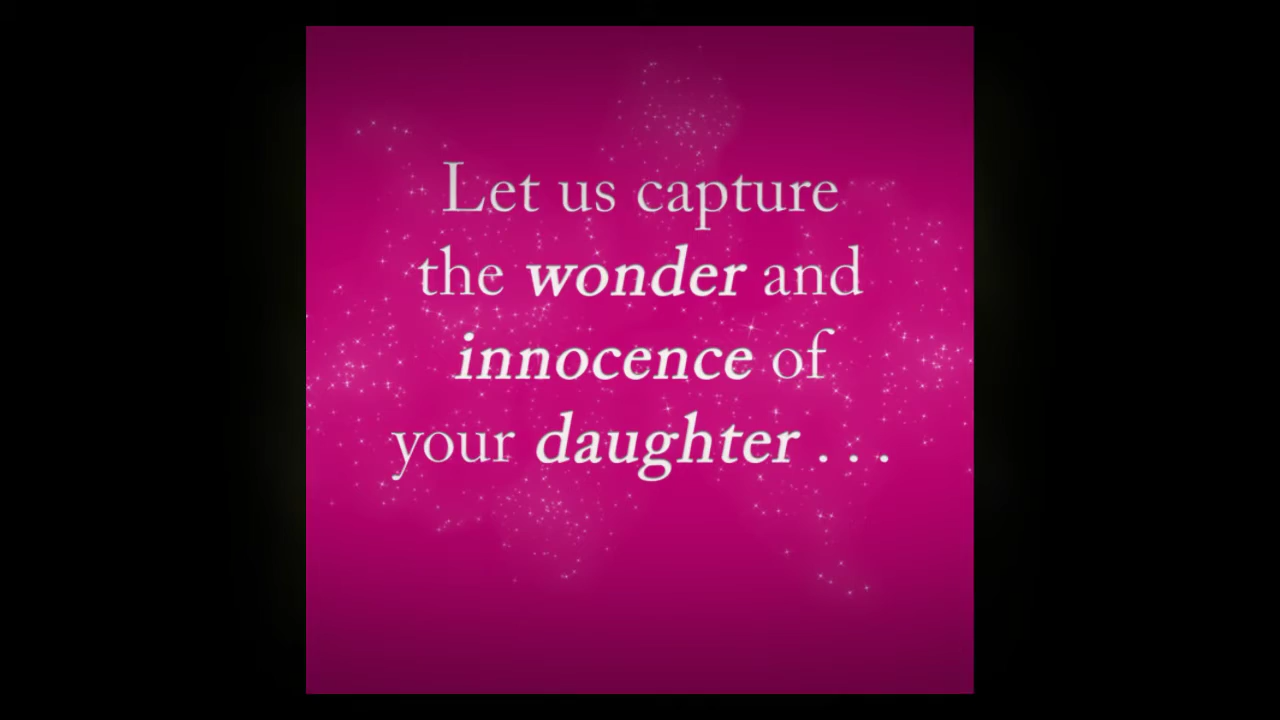 Let us capture
the wonder and
innocence of
your daughter . . .